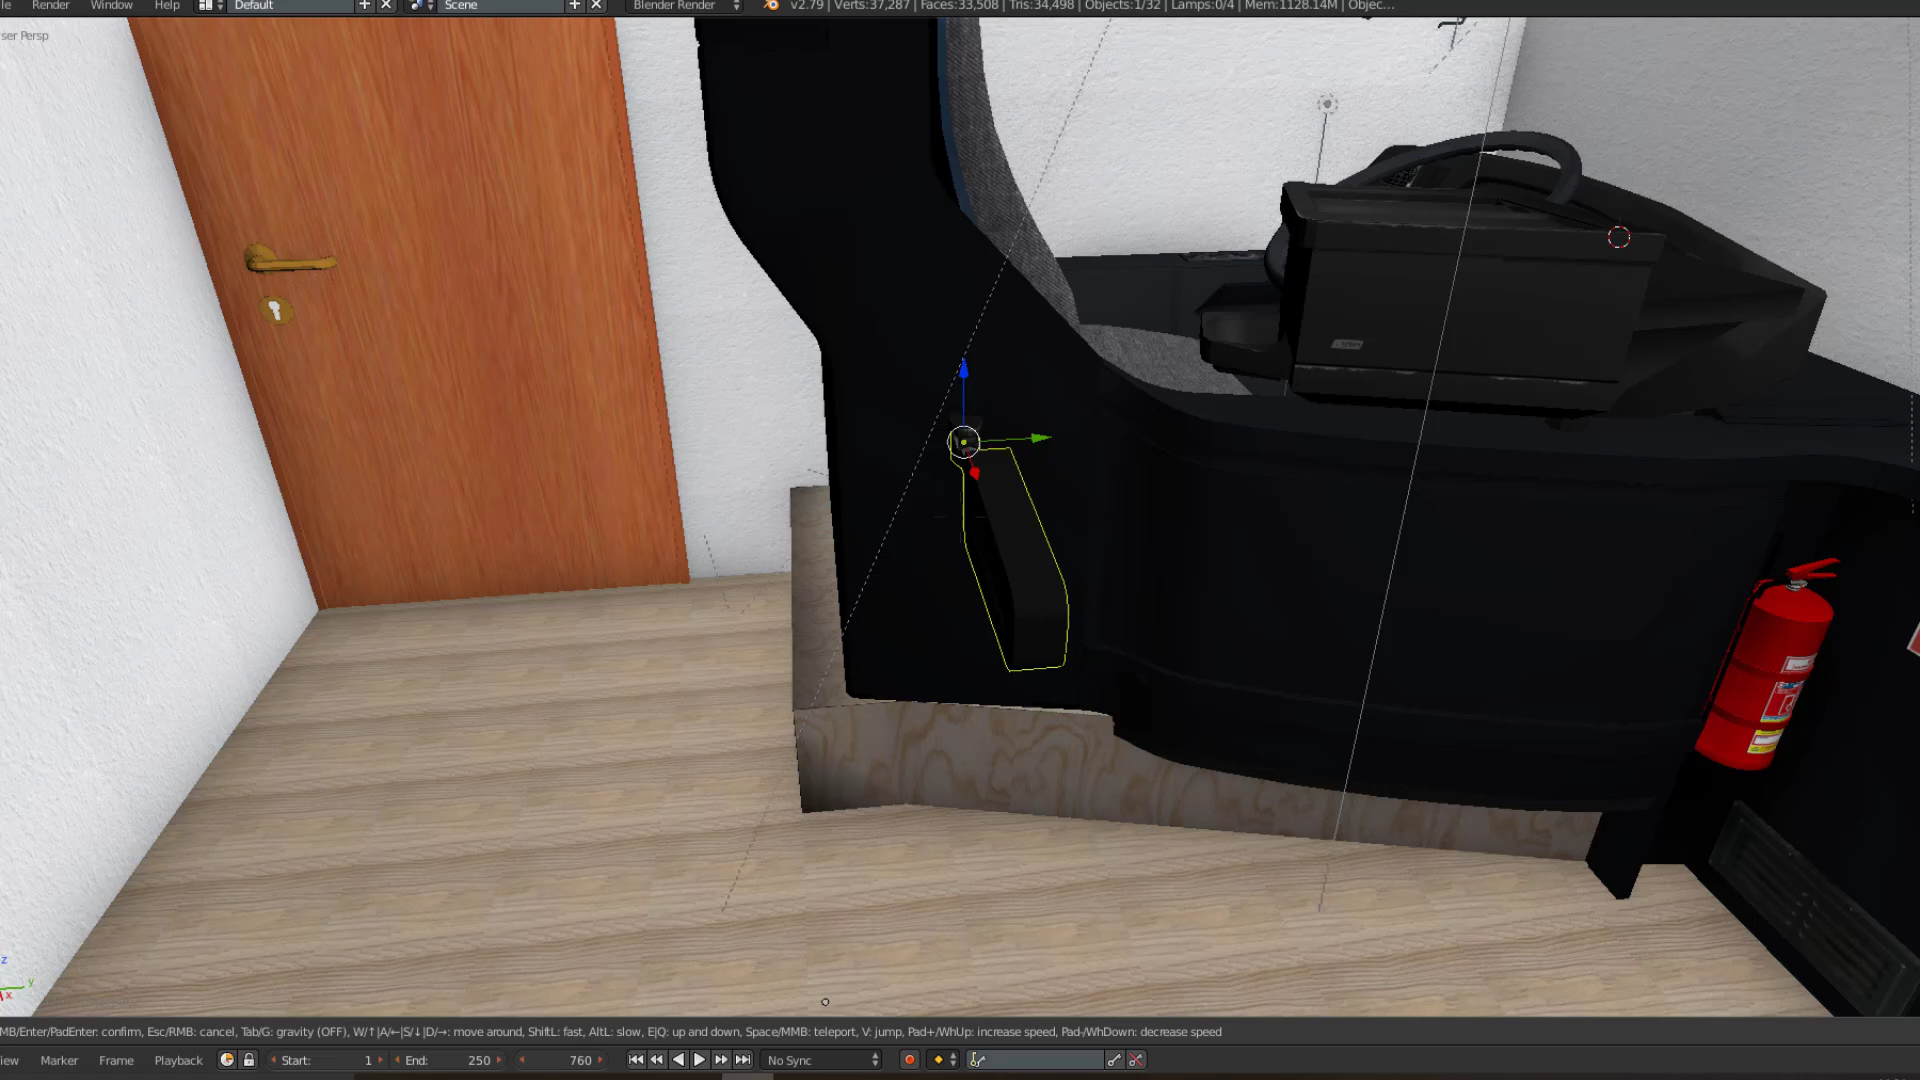 le Render Window Help Default Scene Blender Render v2.79 | Verts:37,287 | Faces:33,508 | Tris:34,498 | Objects:1/32 | Lamps:0/4 | Mem:1128.14M | Objec...
ser Persp
z
y
x
MB/Enter/PadEnter: confirm, Esc/RMB: cancel, Tab/G: gravity (OFF), W/↑|A/←|S/↓|D/→: move around, ShiftL: fast, AltL: slow, E|Q: up and down, Space/MMB: teleport, V: jump, Pad+/WhUp: increase speed, Pad-/WhDown: decrease speed
iew Marker Frame Playback Start: 1 End: 250 760 No Sync